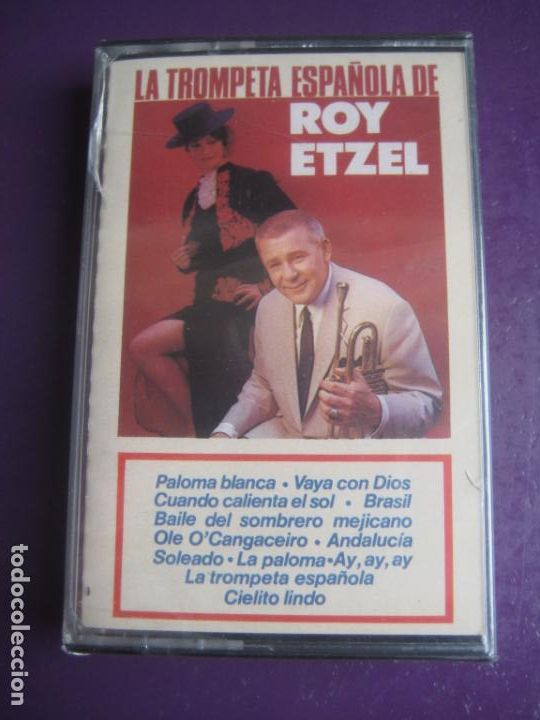 LA TROMPETA ESPAÑOLA DE
ROY
ETZEL
Paloma blanca • Vaya con Dios
Cuando calienta el sol • Brasil
Baile del sombrero mejicano
Ole O'Cangaceiro • Andalucía
Soleado • La paloma • Ay, ay, ay
La trompeta española
Cielito lindo
todocoleccion.net